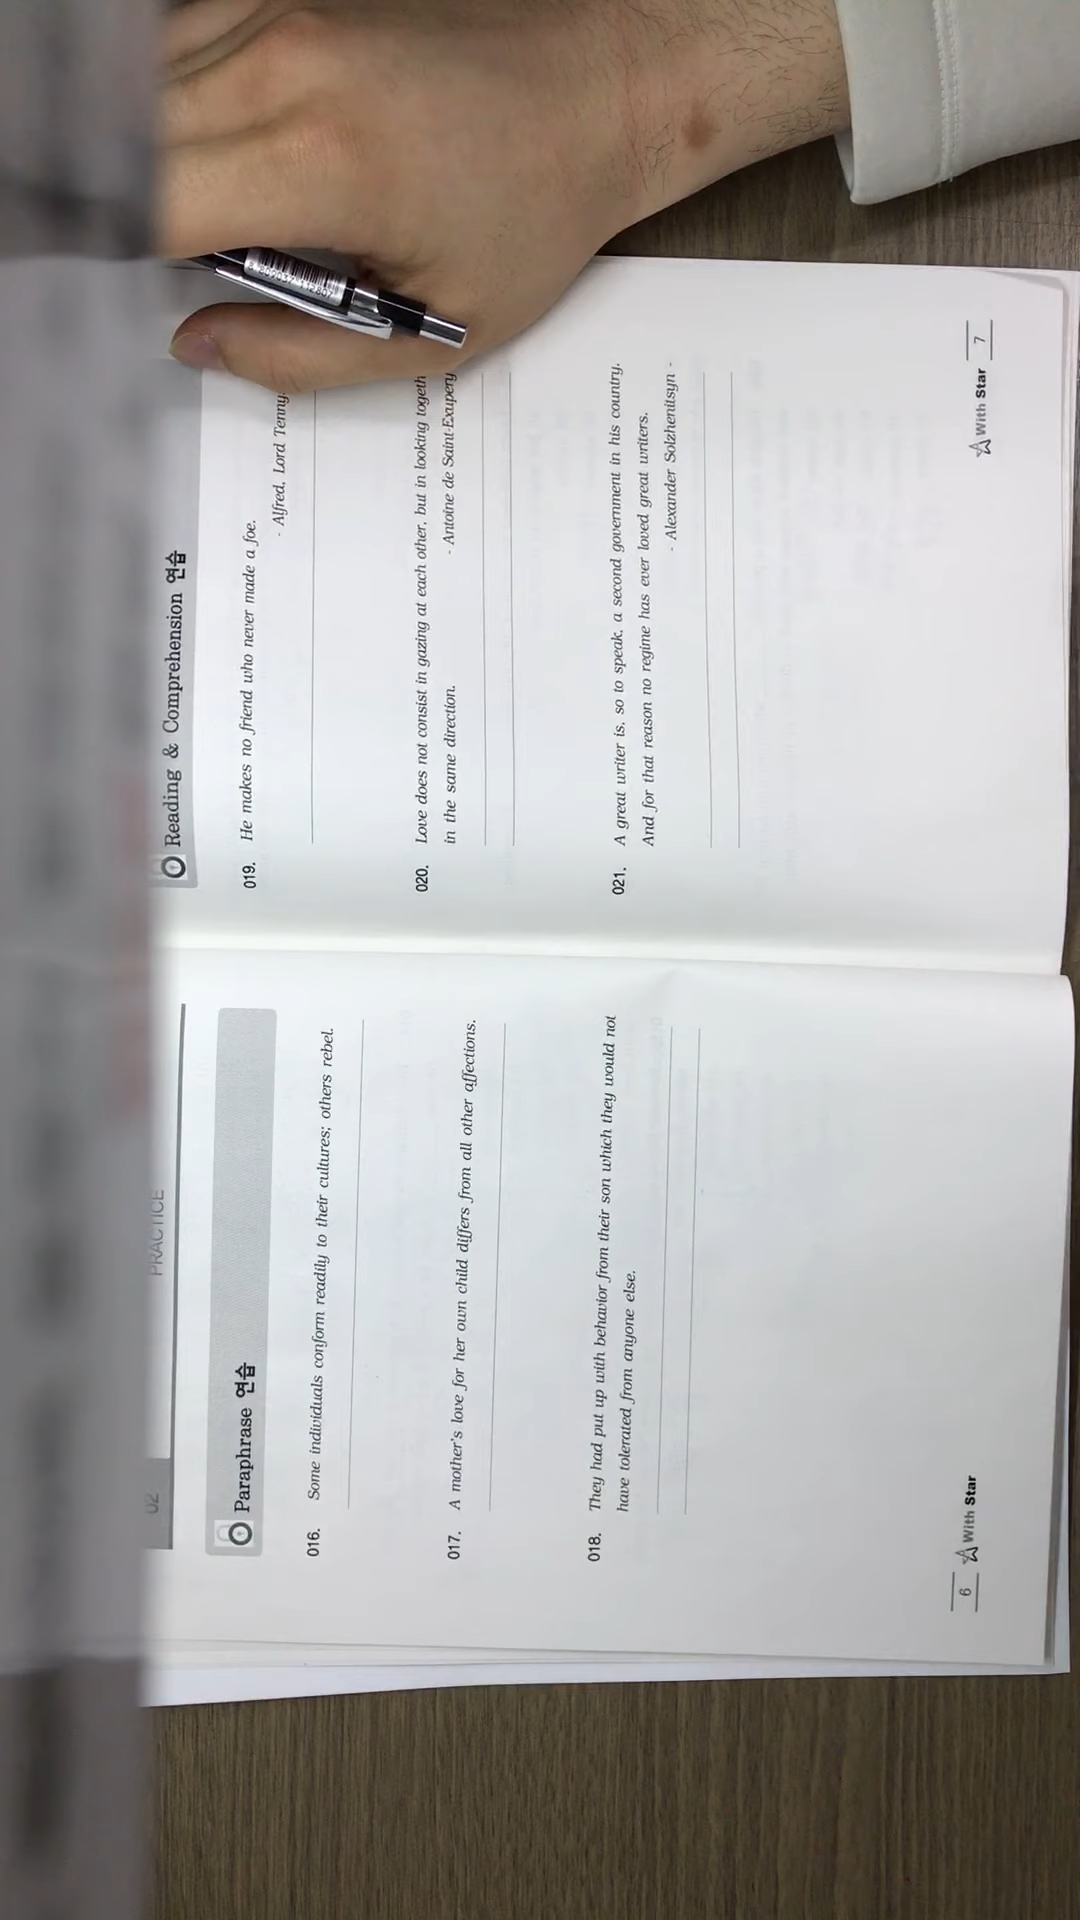 02
PRACTICE
Paraphrase 연습
016. Some individuals conform readily to their cultures; others rebel.
017. A mother's love for her own child differs from all other affections.
018. They had put up with behavior from their son which they would not
have tolerated from anyone else.
6 With Star
Reading & Comprehension 연습
019. He makes no friend who never made a foe.
- Alfred, Lord Tenny
020. Love does not consist in gazing at each other, but in looking togeth
in the same direction.
- Antoine de Saint-Exupery
021. A great writer is, so to speak, a second government in his country.
And for that reason no regime has ever loved great writers.
- Alexander Solzhenitsyn -
With Star 7